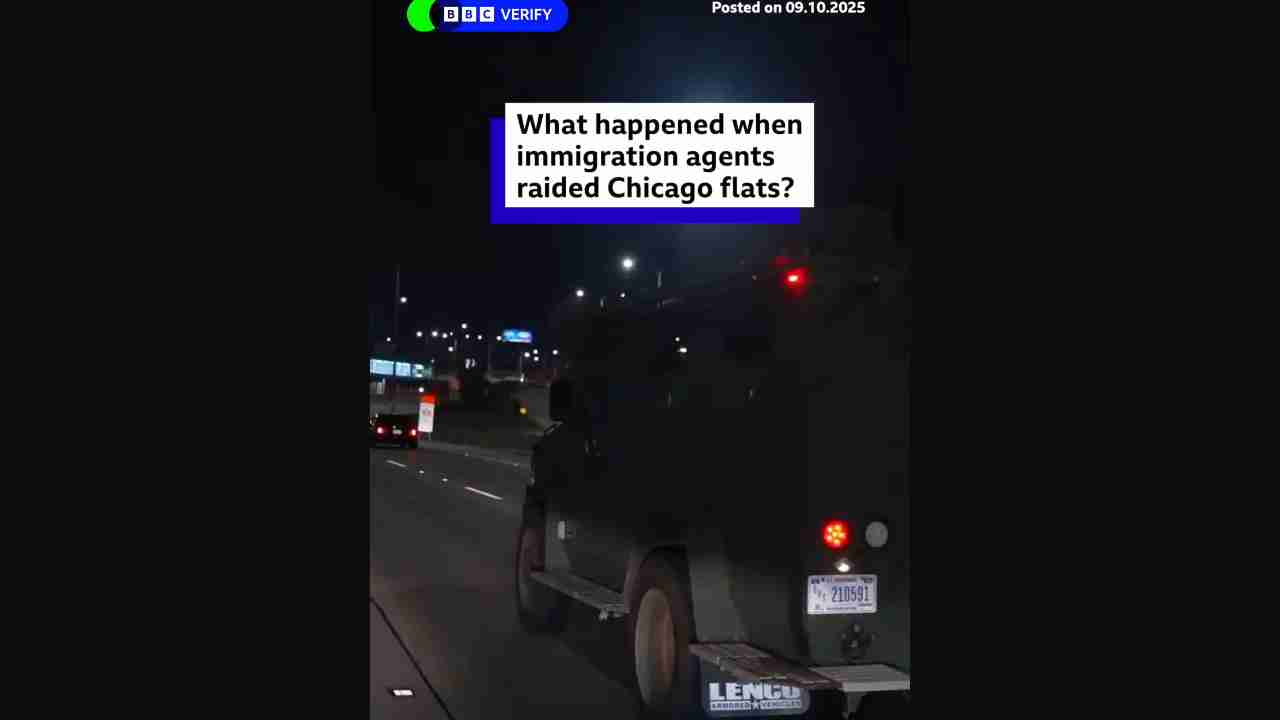 BBC VERIFY
Posted on 09.10.2025
What happened when
immigration agents
raided Chicago flats?
210591
LENCO
ARMORED VEHICLES